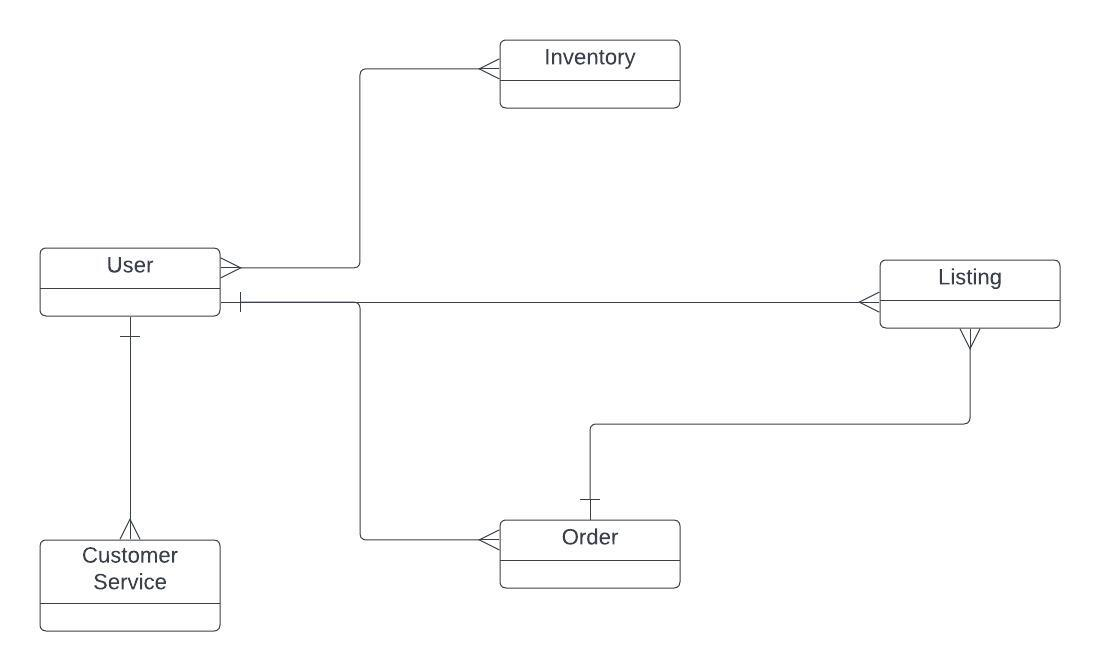 Inventory
User
Listing
Order
Customer
Service